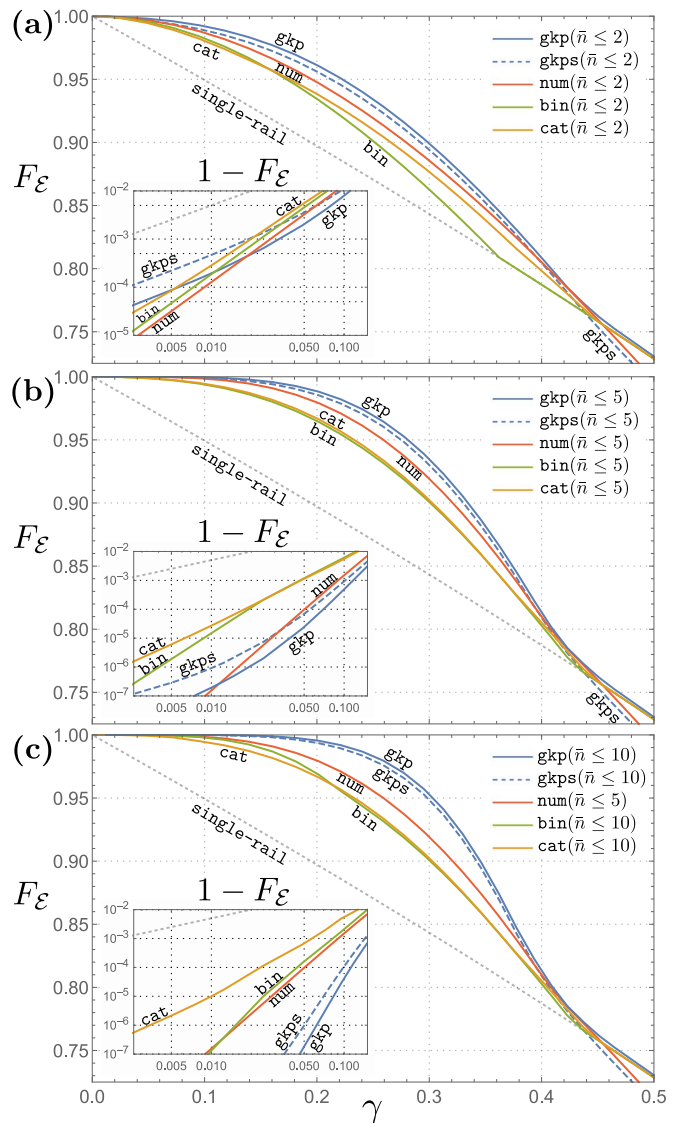 (a)
1.00
0.95
0.90
0.85
0.80
0.75
F_ℰ
gkp
cat
num
single-rail
bin
gkps
gkp(n̄ ≤ 2)
gkps(n̄ ≤ 2)
num(n̄ ≤ 2)
bin(n̄ ≤ 2)
cat(n̄ ≤ 2)
1 − F_ℰ
10⁻²
10⁻³
10⁻⁴
10⁻⁵
cat
gkp
gkps
bin
num
0.005 0.010 0.050 0.100
(b)
1.00
0.95
0.90
0.85
0.80
0.75
F_ℰ
gkp
cat
bin
num
single-rail
gkps
gkp(n̄ ≤ 5)
gkps(n̄ ≤ 5)
num(n̄ ≤ 5)
bin(n̄ ≤ 5)
cat(n̄ ≤ 5)
1 − F_ℰ
10⁻²
10⁻³
10⁻⁴
10⁻⁵
10⁻⁶
10⁻⁷
num
cat
bin
gkps
gkp
0.005 0.010 0.050 0.100
(c)
1.00
0.95
0.90
0.85
0.80
0.75
F_ℰ
cat
gkp
gkps
num
bin
single-rail
gkp(n̄ ≤ 10)
gkps(n̄ ≤ 10)
num(n̄ ≤ 5)
bin(n̄ ≤ 10)
cat(n̄ ≤ 10)
1 − F_ℰ
10⁻²
10⁻³
10⁻⁴
10⁻⁵
10⁻⁶
10⁻⁷
bin
num
cat
gkps
gkp
0.005 0.010 0.050 0.100
0.0 0.1 0.2 0.3 0.4 0.5
γ